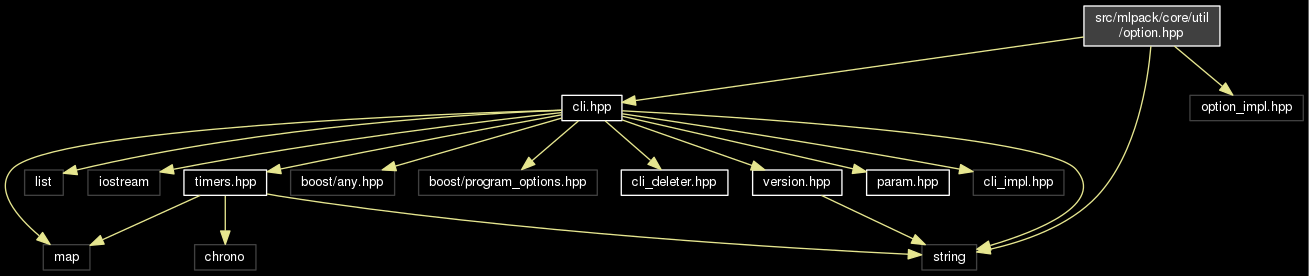 src/mlpack/core/util
/option.hpp
cli.hpp
option_impl.hpp
list
iostream
timers.hpp
boost/any.hpp
boost/program_options.hpp
cli_deleter.hpp
version.hpp
param.hpp
cli_impl.hpp
map
chrono
string